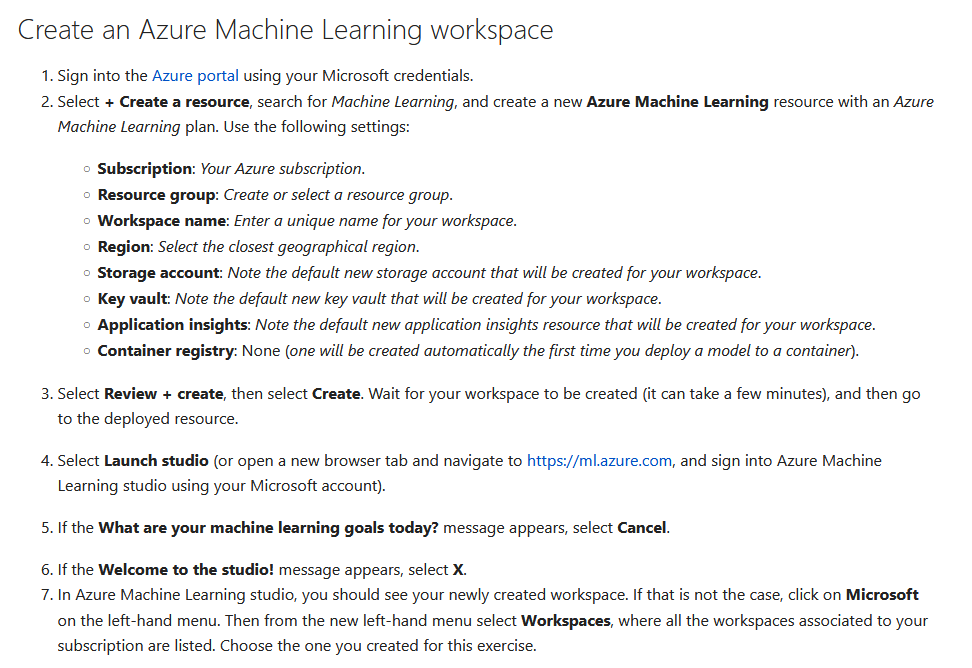 Create an Azure Machine Learning workspace
1. Sign into the Azure portal using your Microsoft credentials.
2. Select + Create a resource, search for Machine Learning, and create a new Azure Machine Learning resource with an Azure
Machine Learning plan. Use the following settings:
○ Subscription: Your Azure subscription.
○ Resource group: Create or select a resource group.
○ Workspace name: Enter a unique name for your workspace.
○ Region: Select the closest geographical region.
○ Storage account: Note the default new storage account that will be created for your workspace.
○ Key vault: Note the default new key vault that will be created for your workspace.
○ Application insights: Note the default new application insights resource that will be created for your workspace.
○ Container registry: None (one will be created automatically the first time you deploy a model to a container).
3. Select Review + create, then select Create. Wait for your workspace to be created (it can take a few minutes), and then go
to the deployed resource.
4. Select Launch studio (or open a new browser tab and navigate to https://ml.azure.com, and sign into Azure Machine
Learning studio using your Microsoft account).
5. If the What are your machine learning goals today? message appears, select Cancel.
6. If the Welcome to the studio! message appears, select X.
7. In Azure Machine Learning studio, you should see your newly created workspace. If that is not the case, click on Microsoft
on the left-hand menu. Then from the new left-hand menu select Workspaces, where all the workspaces associated to your
subscription are listed. Choose the one you created for this exercise.